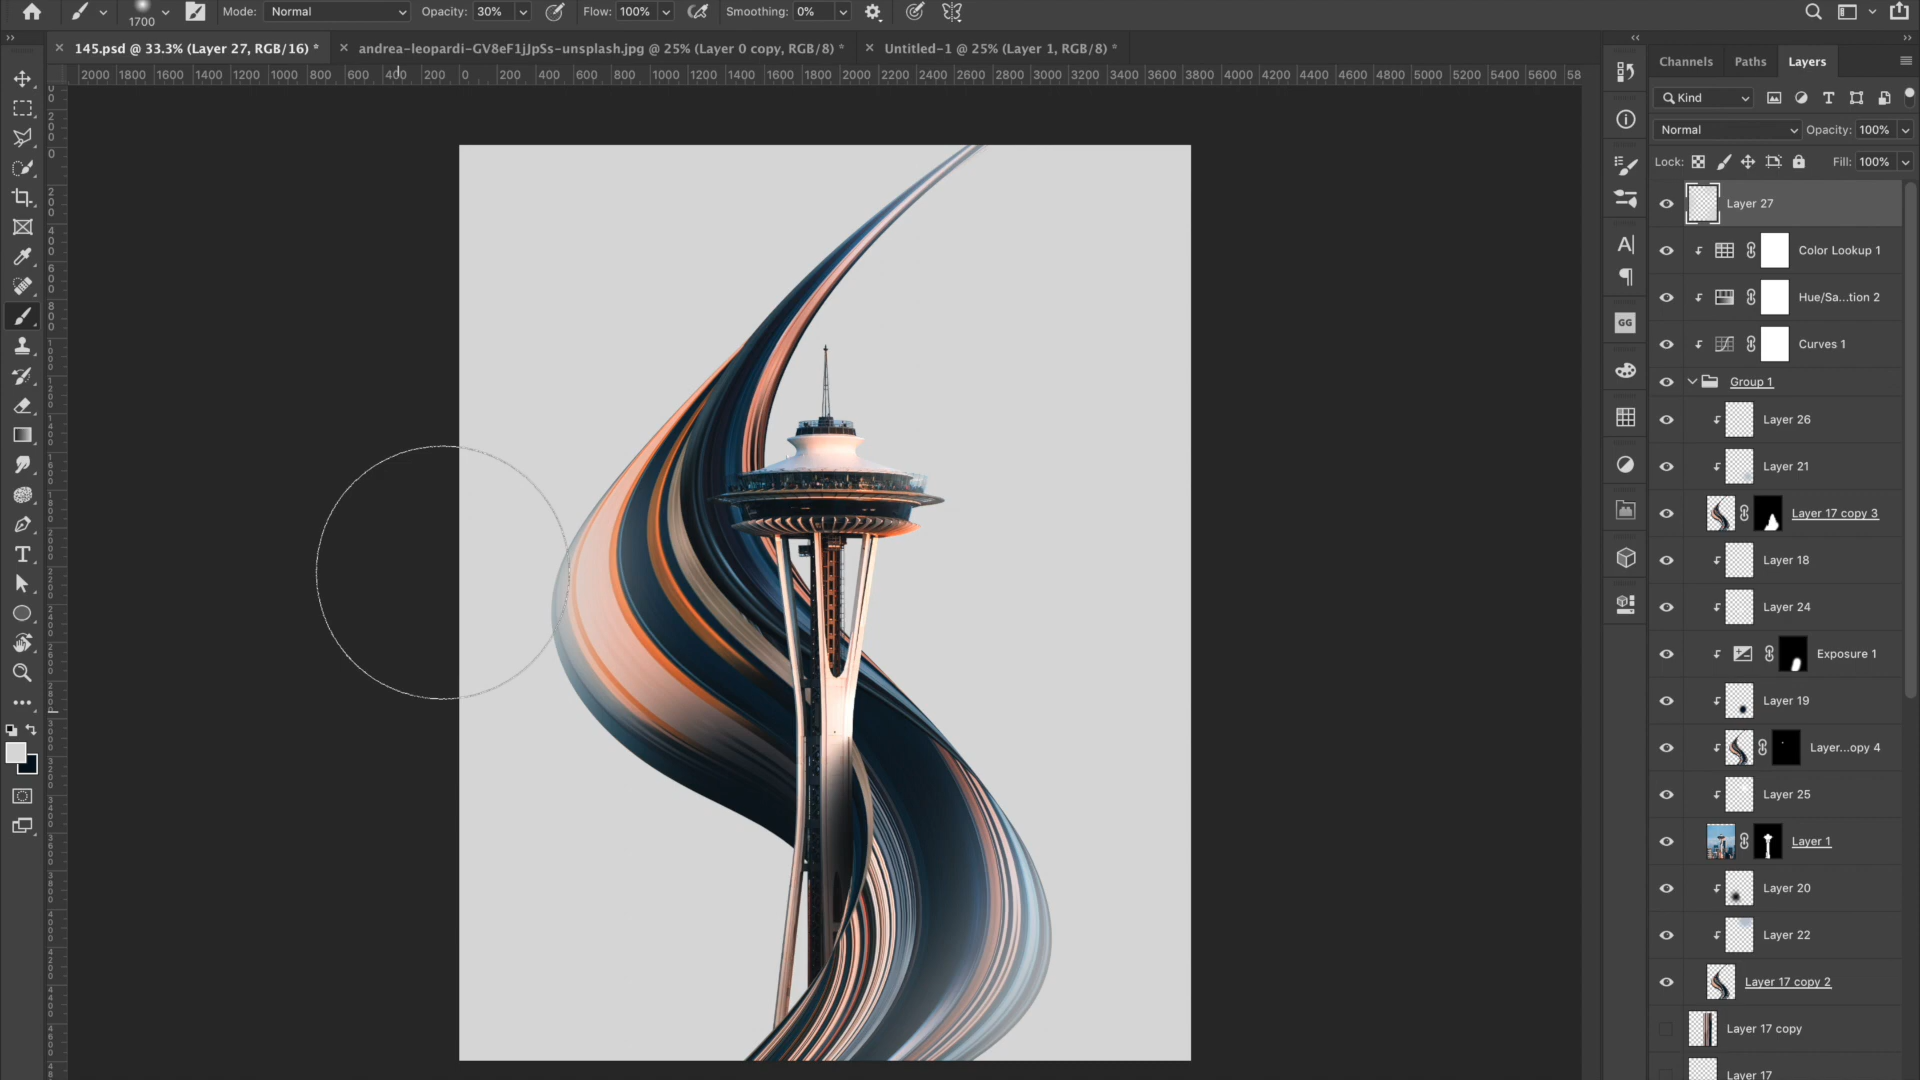 1700 Mode: Normal Opacity: 30% Flow: 100% Smoothing: 0%
145.psd @ 33.3% (Layer 27, RGB/16) *
andrea-leopardi-GV8eF1jJpSs-unsplash.jpg @ 25% (Layer 0 copy, RGB/8) *
Untitled-1 @ 25% (Layer 1, RGB/8) *
2000 1800 1600 1400 1200 1000 800 600 400 200 0 200 400 600 800 1000 1200 1400 1600 1800 2000 2200 2400 2600 2800 3000 3200 3400 3600 3800 4000 4200 4400 4600 4800 5000 5200 5400 5600 58
Channels Paths Layers
Kind
Normal Opacity: 100%
Lock: Fill: 100%
Layer 27
Color Lookup 1
Hue/Sa...tion 2
GG
Curves 1
Group 1
Layer 26
Layer 21
Layer 17 copy 3
Layer 18
Layer 24
Exposure 1
Layer 19
Layer...opy 4
Layer 25
Layer 1
Layer 20
Layer 22
Layer 17 copy 2
Layer 17 copy
Layer 17